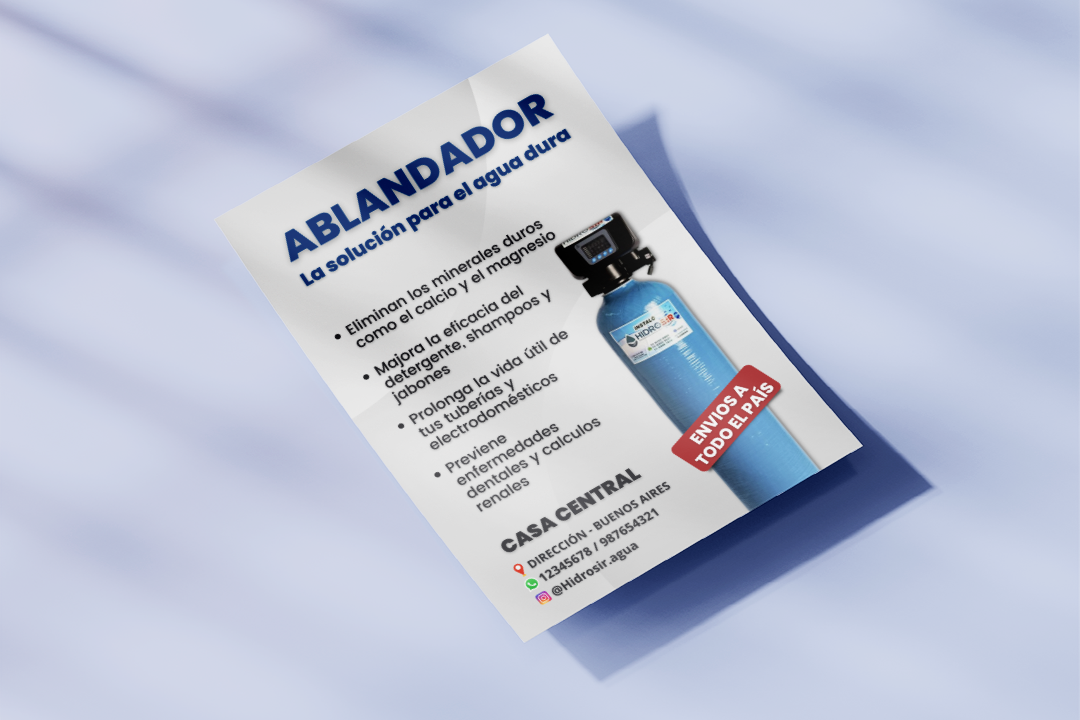 ABLANDADOR
La solución para el agua dura
• Eliminan los minerales duros
como el calcio y el magnesio
• Majora la eficacia del
detergente, shampoos y
jabones
• Prolonga la vida útil de
tus tuberías y
electrodomésticos
• Previene
enfermedades
dentales y calculos
renales
INSTALÓ
HIDROSIR
ENVIOS A
TODO EL PAÍS
CASA CENTRAL
DIRECCIÓN - BUENOS AIRES
12345678 / 987654321
@Hidrosir.agua